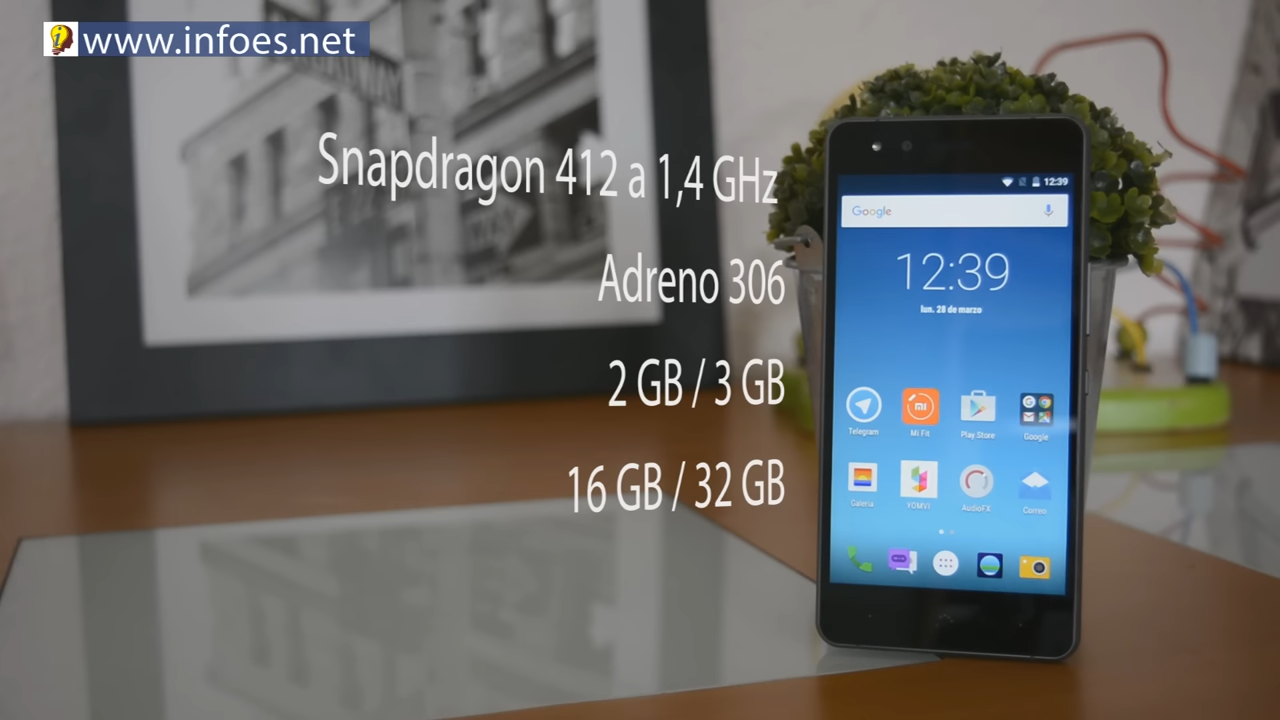 www.infoes.net
Snapdragon 412 a 1,4 GHz
Adreno 306
2 GB / 3 GB
16 GB / 32 GB
12:39
Google
12:39
lun. 28 de marzo
Telegram
Mi Fit
Play Store
Google
Galería
YOMVI
AudioFX
Correo